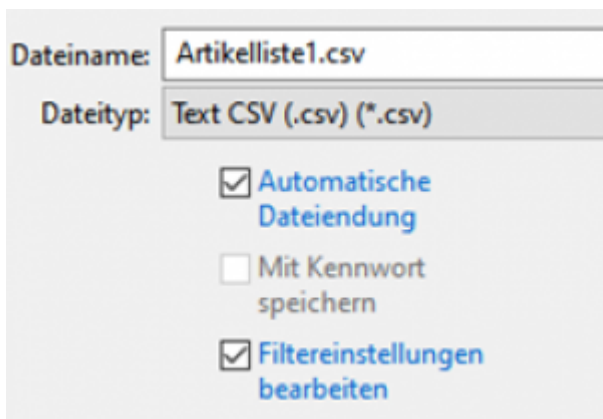 Dateiname: Artikelliste1.csv
Dateityp: Text CSV (.csv) (*.csv)
Automatische
Dateiendung
Mit Kennwort
speichern
Filtereinstellungen
bearbeiten